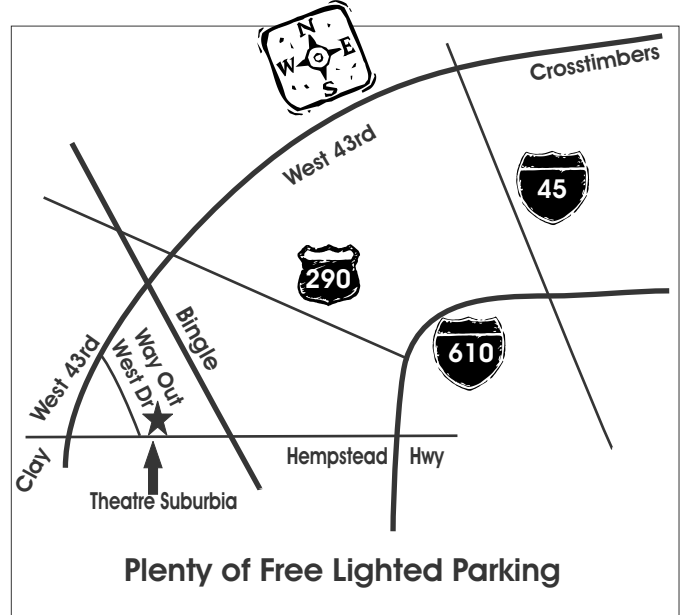 N
W E
S
Crosstimbers
West 43rd
45
290
610
Bingle
West 43rd
Way Out
West Dr
Clay
Hempstead Hwy
Theatre Suburbia
Plenty of Free Lighted Parking